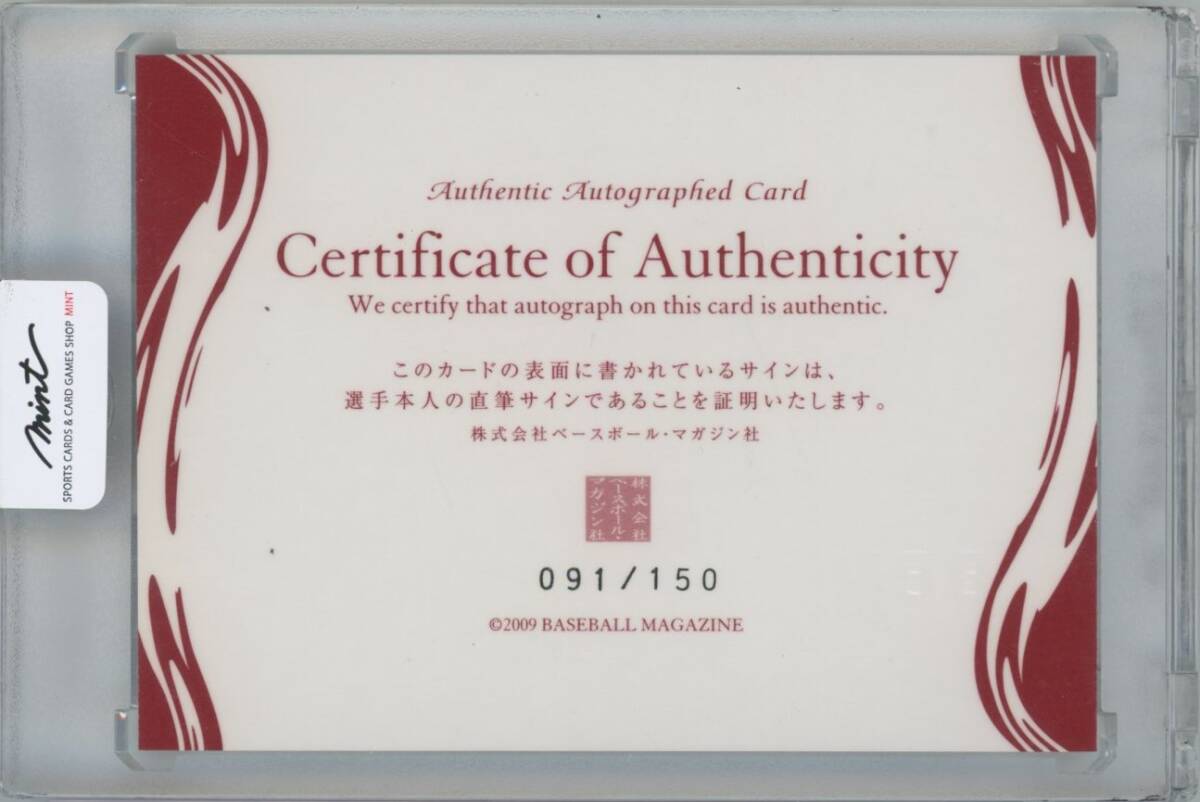 Authentic Autographed Card
Certificate of Authenticity
We certify that autograph on this card is authentic.
このカードの表面に書かれているサインは、
選手本人の直筆サインであることを証明いたします。
株式会社ベースボール・マガジン社
株式会社
ベースボール・
マガジン社
091/150
©2009 BASEBALL MAGAZINE
mint
SPORTS CARDS & CARD GAMES SHOP MINT